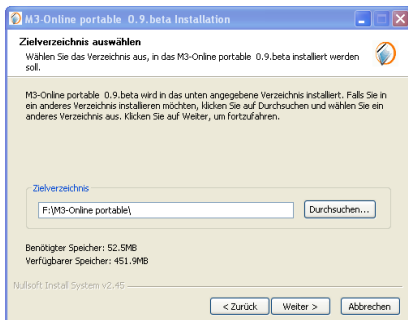 M3-Online portable 0.9.beta Installation
Zielverzeichnis auswählen
Wählen Sie das Verzeichnis aus, in das M3-Online portable 0.9.beta installiert werden
soll.
M3-Online portable 0.9.beta wird in das unten angegebene Verzeichnis installiert. Falls Sie in
ein anderes Verzeichnis installieren möchten, klicken Sie auf Durchsuchen und wählen Sie ein
anderes Verzeichnis aus. Klicken Sie auf Weiter, um fortzufahren.
Zielverzeichnis
F:\M3-Online portable\
Durchsuchen...
Benötigter Speicher: 52.5MB
Verfügbarer Speicher: 451.9MB
Nullsoft Install System v2.45
< Zurück
Weiter >
Abbrechen